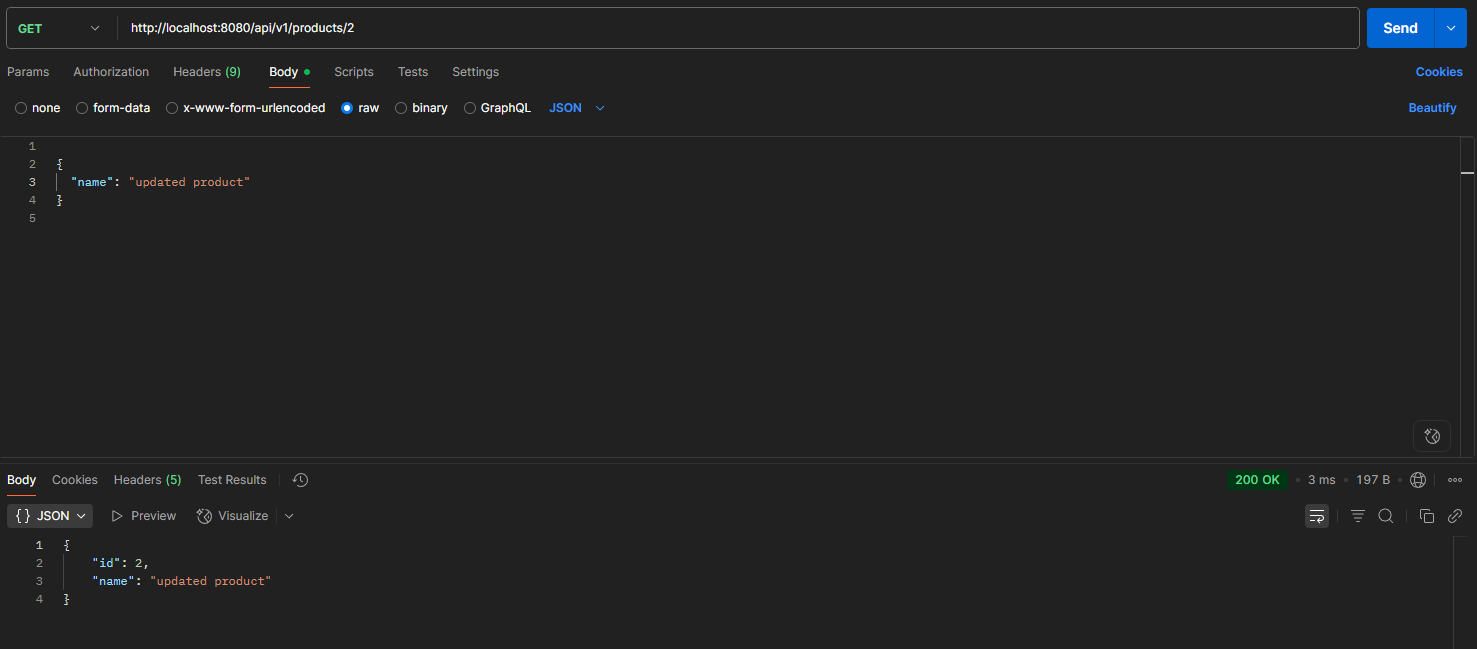 GET http://localhost:8080/api/v1/products/2 Send
Params Authorization Headers (9) Body Scripts Tests Settings Cookies
none form-data x-www-form-urlencoded raw binary GraphQL JSON Beautify
1
2 {
3 "name": "updated product"
4 }
5
Body Cookies Headers (5) Test Results 200 OK 3 ms 197 B
{} JSON Preview Visualize
1 {
2 "id": 2,
3 "name": "updated product"
4 }